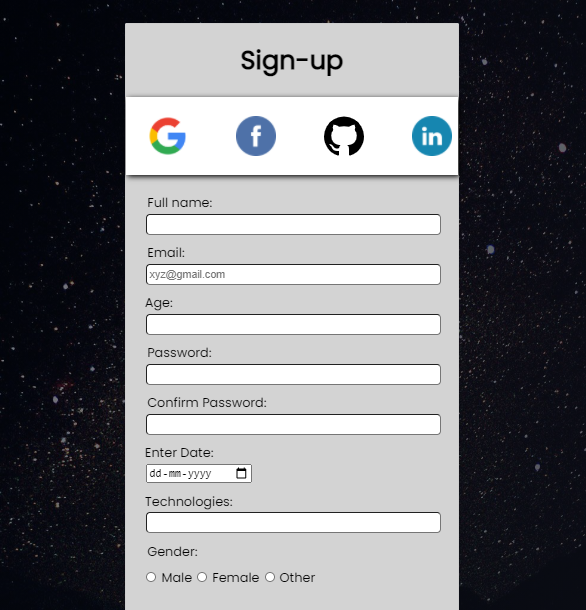 Sign-up
G f in
Full name:
Email:
xyz@gmail.com
Age:
Password:
Confirm Password:
Enter Date:
dd-mm-yyyy
Technologies:
Gender:
Male Female Other